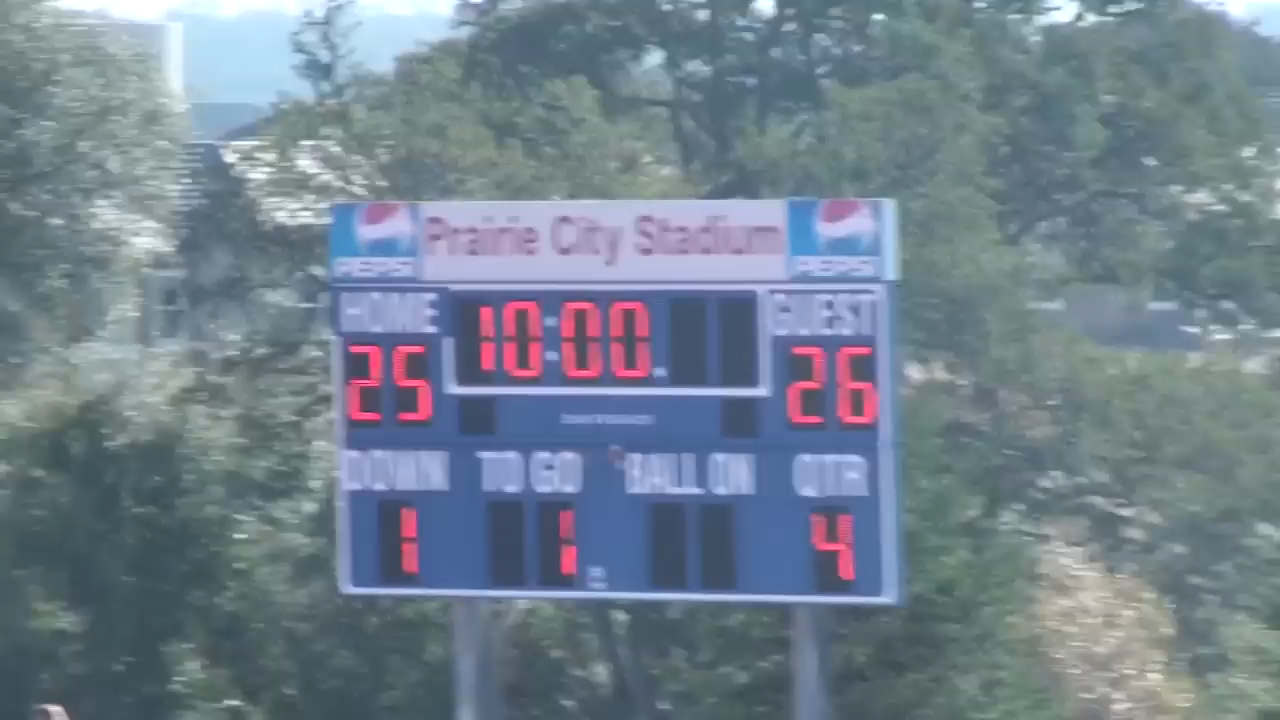 PEPSI Prairie City Stadium PEPSI
HOME 10:00 GUEST
25 26
DOWN TO GO BALL ON QTR
1 1 4